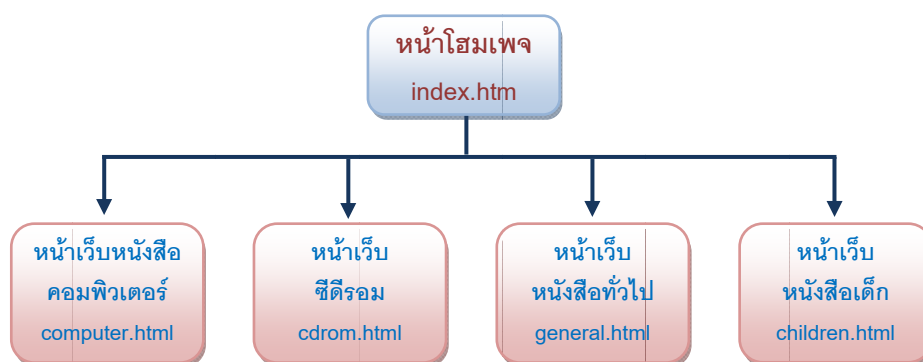 หน้าโฮมเพจ
index.htm
หน้าเว็บหนังสือ
คอมพิวเตอร์
computer.html
หน้าเว็บ
ซีดีรอม
cdrom.html
หน้าเว็บ
หนังสือทั่วไป
general.html
หน้าเว็บ
หนังสือเด็ก
children.html